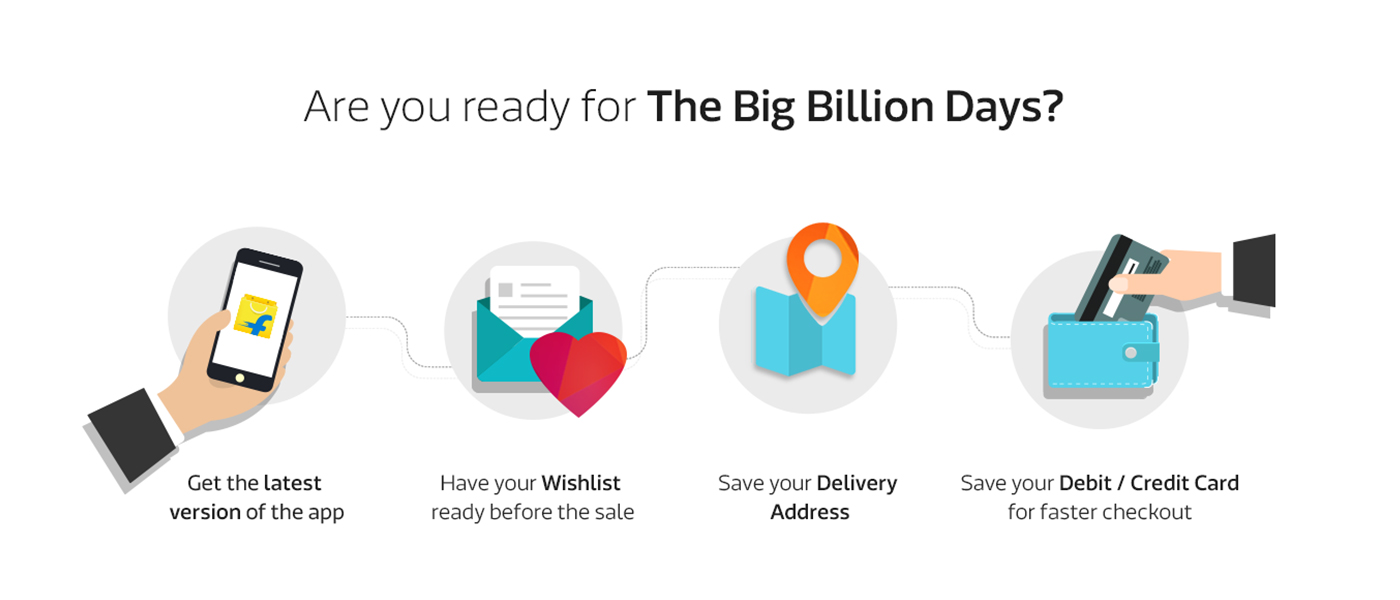 Are you ready for The Big Billion Days?
Get the latest
version of the app
Have your Wishlist
ready before the sale
Save your Delivery
Address
Save your Debit / Credit Card
for faster checkout